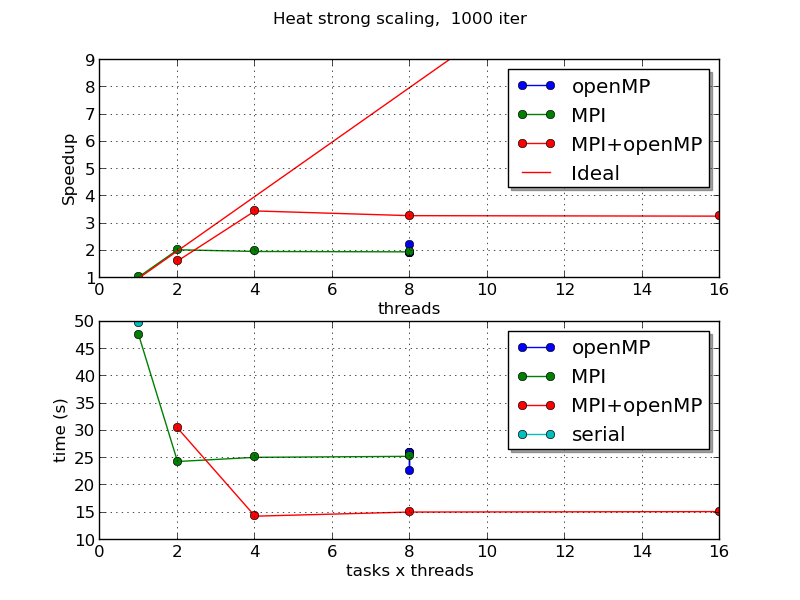 Heat strong scaling,  1000 iter
9
8
7
6
5
4
3
2
1
Speedup
openMP
MPI
MPI+openMP
Ideal
0 2 4 6 8 10 12 14 16
threads
50
45
40
35
30
25
20
15
10
time (s)
openMP
MPI
MPI+openMP
serial
0 2 4 6 8 10 12 14 16
tasks x threads